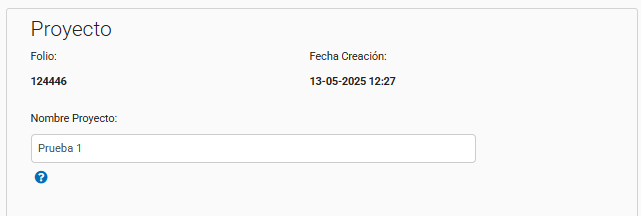 Proyecto
Folio:
Fecha Creación:
124446
13-05-2025 12:27
Nombre Proyecto:
Prueba 1
?